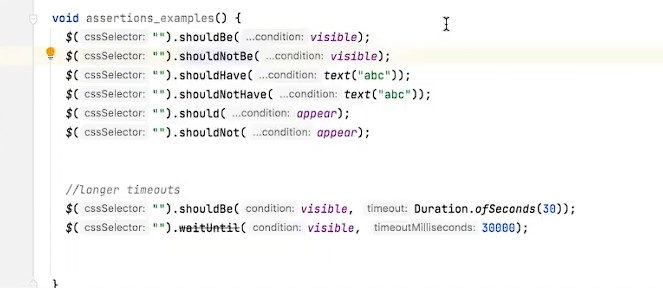 void assertions_examples() {
$( cssSelector: "").shouldBe( ...condition: visible);
$( cssSelector: "").shouldNotBe( ...condition: visible);
$( cssSelector: "").shouldHave( ...condition: text("abc"));
$( cssSelector: "").shouldNotHave( ...condition: text("abc"));
$( cssSelector: "").should( ...condition: appear);
$( cssSelector: "").shouldNot( ...condition: appear);
//longer timeouts
$( cssSelector: "").shouldBe( condition: visible, timeout: Duration.ofSeconds(30));
$( cssSelector: "").waitUntil( condition: visible, timeoutMilliseconds: 30000);
}